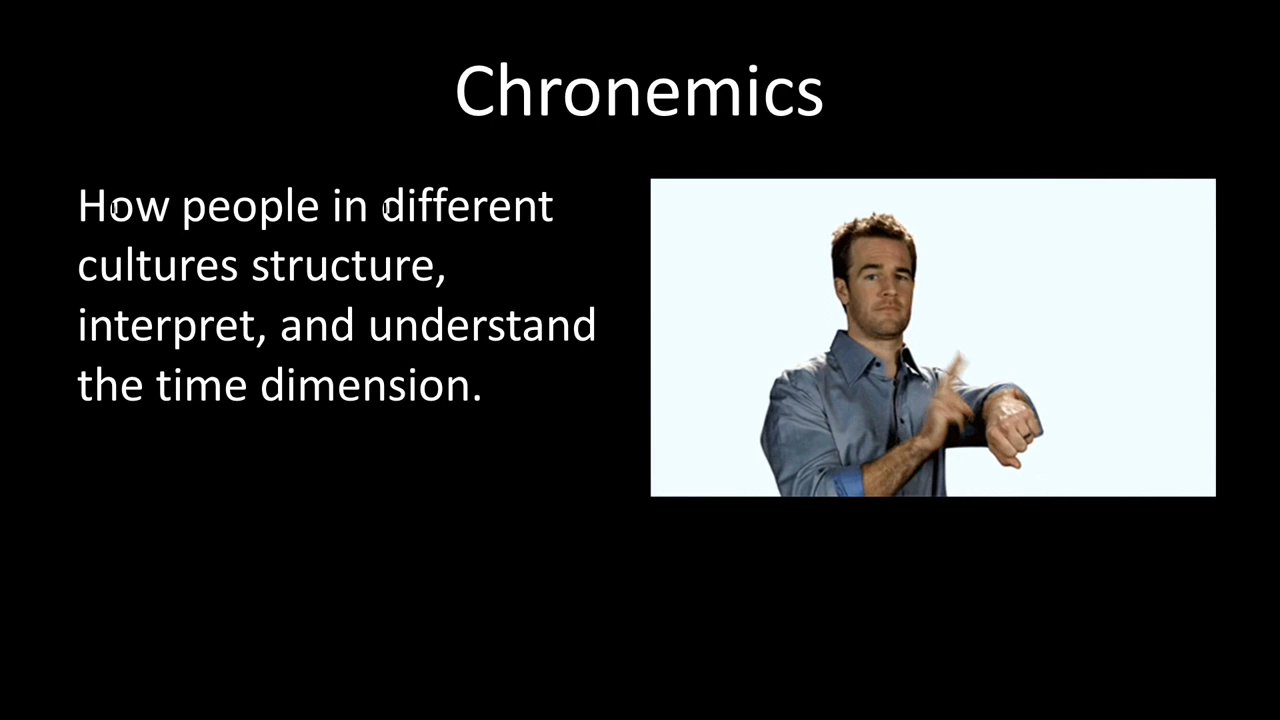 Chronemics
How people in different
cultures structure,
interpret, and understand
the time dimension.